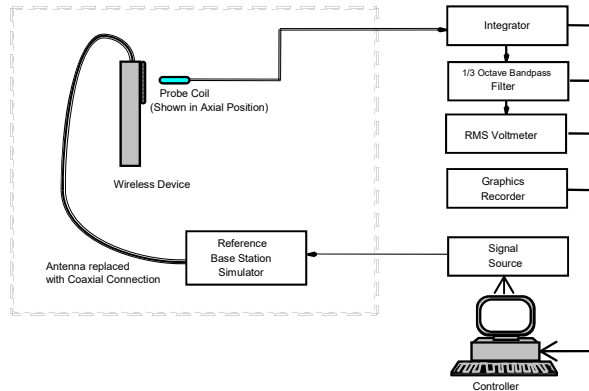 Integrator
1/3 Octave Bandpass
Filter
RMS Voltmeter
Graphics
Recorder
Probe Coil
(Shown in Axial Position)
Wireless Device
Reference
Base Station
Simulator
Antenna replaced
with Coaxial Connection
Signal
Source
Controller